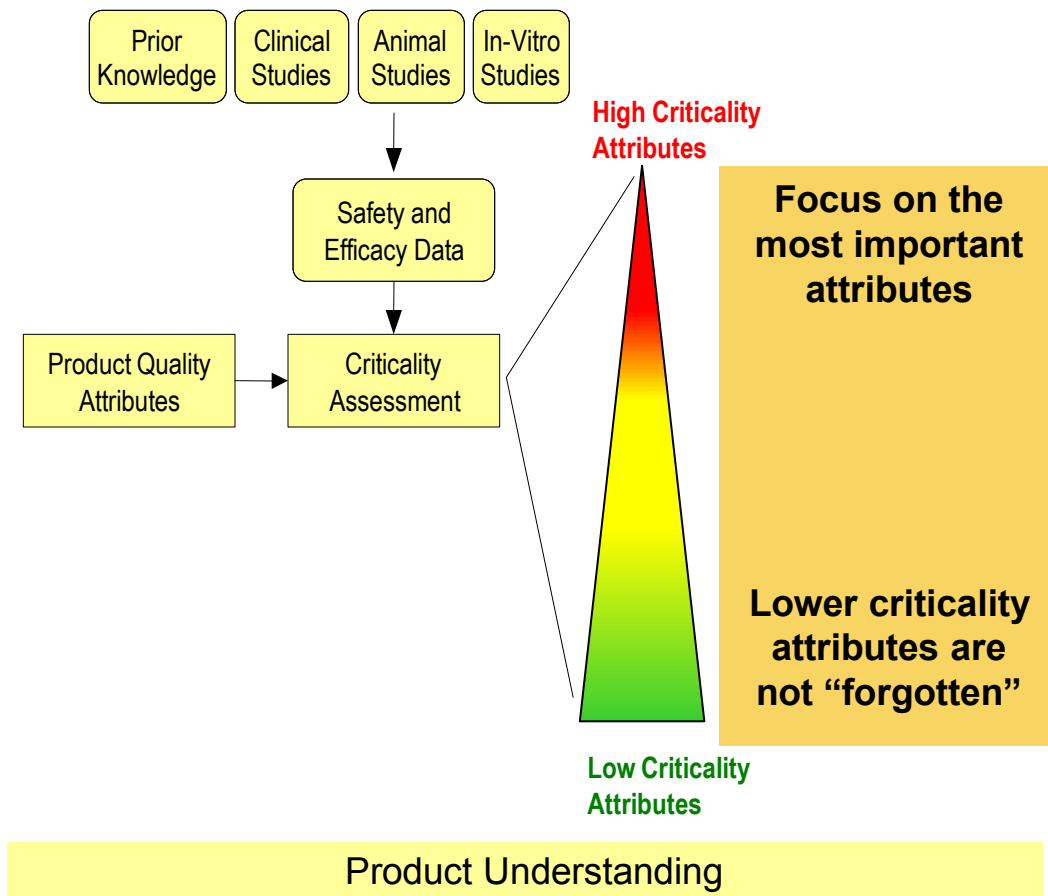 Prior
Knowledge
Clinical
Studies
Animal
Studies
In-Vitro
Studies
High Criticality
Attributes
Safety and
Efficacy Data
Focus on the
most important
attributes
Product Quality
Attributes
Criticality
Assessment
Lower criticality
attributes are
not “forgotten”
Low Criticality
Attributes
Product Understanding